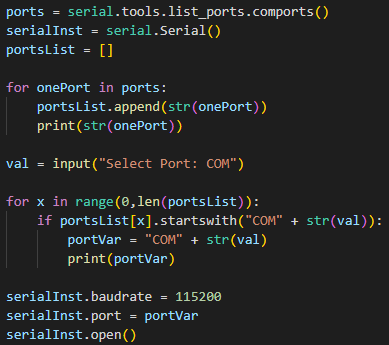 ports = serial.tools.list_ports.comports()
serialInst = serial.Serial()
portsList = []

for onePort in ports:
    portsList.append(str(onePort))
    print(str(onePort))

val = input("Select Port: COM")

for x in range(0,len(portsList)):
    if portsList[x].startswith("COM" + str(val)):
        portVar = "COM" + str(val)
        print(portVar)

serialInst.baudrate = 115200
serialInst.port = portVar
serialInst.open()